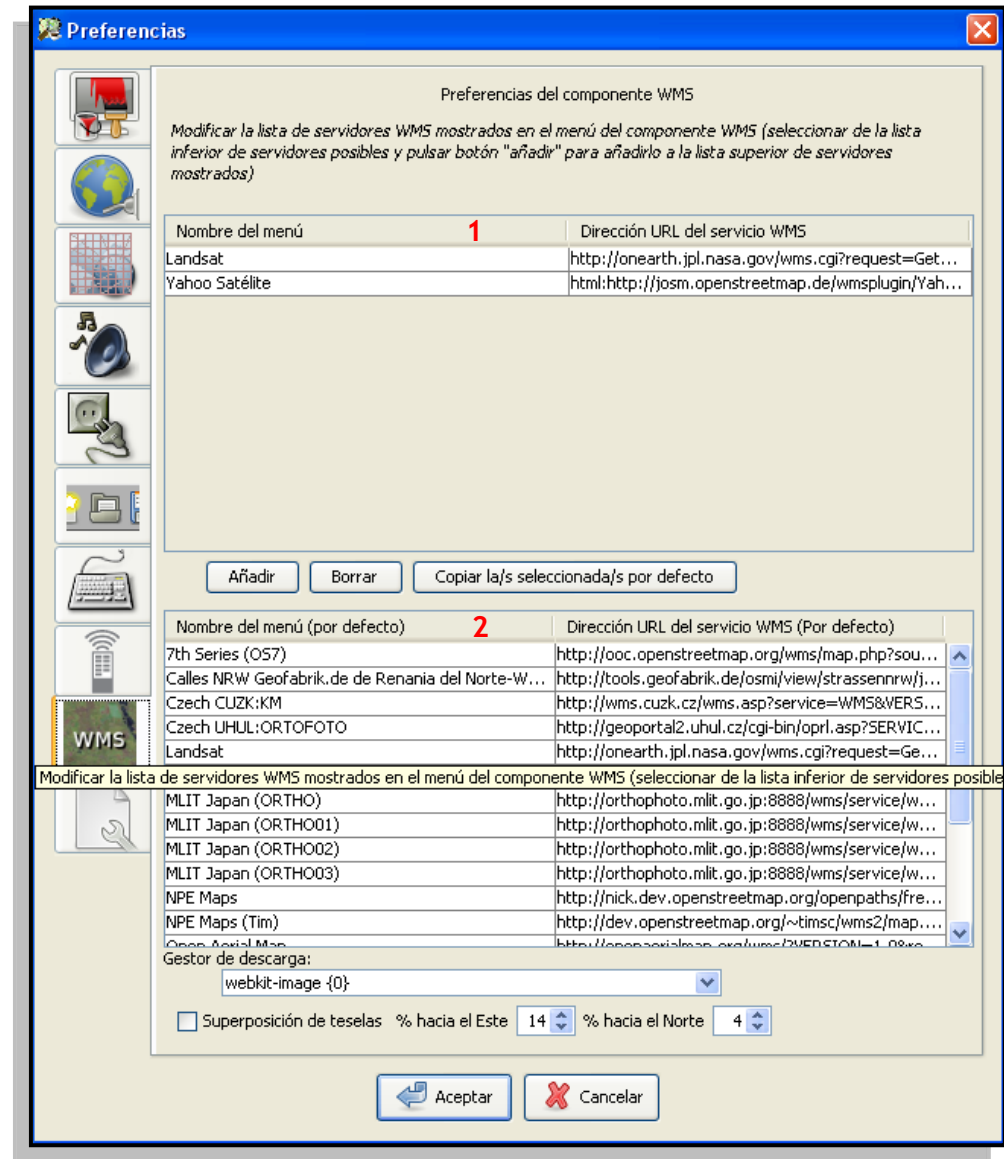 Preferencias
Preferencias del componente WMS
Modificar la lista de servidores WMS mostrados en el menú del componente WMS (seleccionar de la lista
inferior de servidores posibles y pulsar botón "añadir" para añadirlo a la lista superior de servidores
mostrados)
Nombre del menú 1 Dirección URL del servicio WMS
Landsat http://onearth.jpl.nasa.gov/wms.cgi?request=Get...
Yahoo Satélite html:http://josm.openstreetmap.de/wmsplugin/Yah...
Añadir Borrar Copiar la/s seleccionada/s por defecto
Nombre del menú (por defecto) 2 Dirección URL del servicio WMS (Por defecto)
7th Series (OS7) http://ooc.openstreetmap.org/wms/map.php?sou...
Calles NRW Geofabrik.de de Renania del Norte-W... http://tools.geofabrik.de/osmi/view/strassennrw/j...
Czech CUZK:KM http://wms.cuzk.cz/wms.asp?service=WMS&VERS...
Czech UHUL:ORTOFOTO http://geoportal2.uhul.cz/cgi-bin/oprl.asp?SERVIC...
WMS
Landsat http://onearth.jpl.nasa.gov/wms.cgi?request=Ge...
Modificar la lista de servidores WMS mostrados en el menú del componente WMS (seleccionar de la lista inferior de servidores posible
MLIT Japan (ORTHO) http://orthophoto.mlit.go.jp:8888/wms/service/w...
MLIT Japan (ORTHO01) http://orthophoto.mlit.go.jp:8888/wms/service/w...
MLIT Japan (ORTHO02) http://orthophoto.mlit.go.jp:8888/wms/service/w...
MLIT Japan (ORTHO03) http://orthophoto.mlit.go.jp:8888/wms/service/w...
NPE Maps http://nick.dev.openstreetmap.org/openpaths/fre...
NPE Maps (Tim) http://dev.openstreetmap.org/~timsc/wms2/map....
Open Aerial Map http://openaerialmap.org/wms/?VERSION=1.0&re...
Gestor de descarga:
webkit-image {0}
Superposición de teselas % hacia el Este 14 % hacia el Norte 4
Aceptar Cancelar